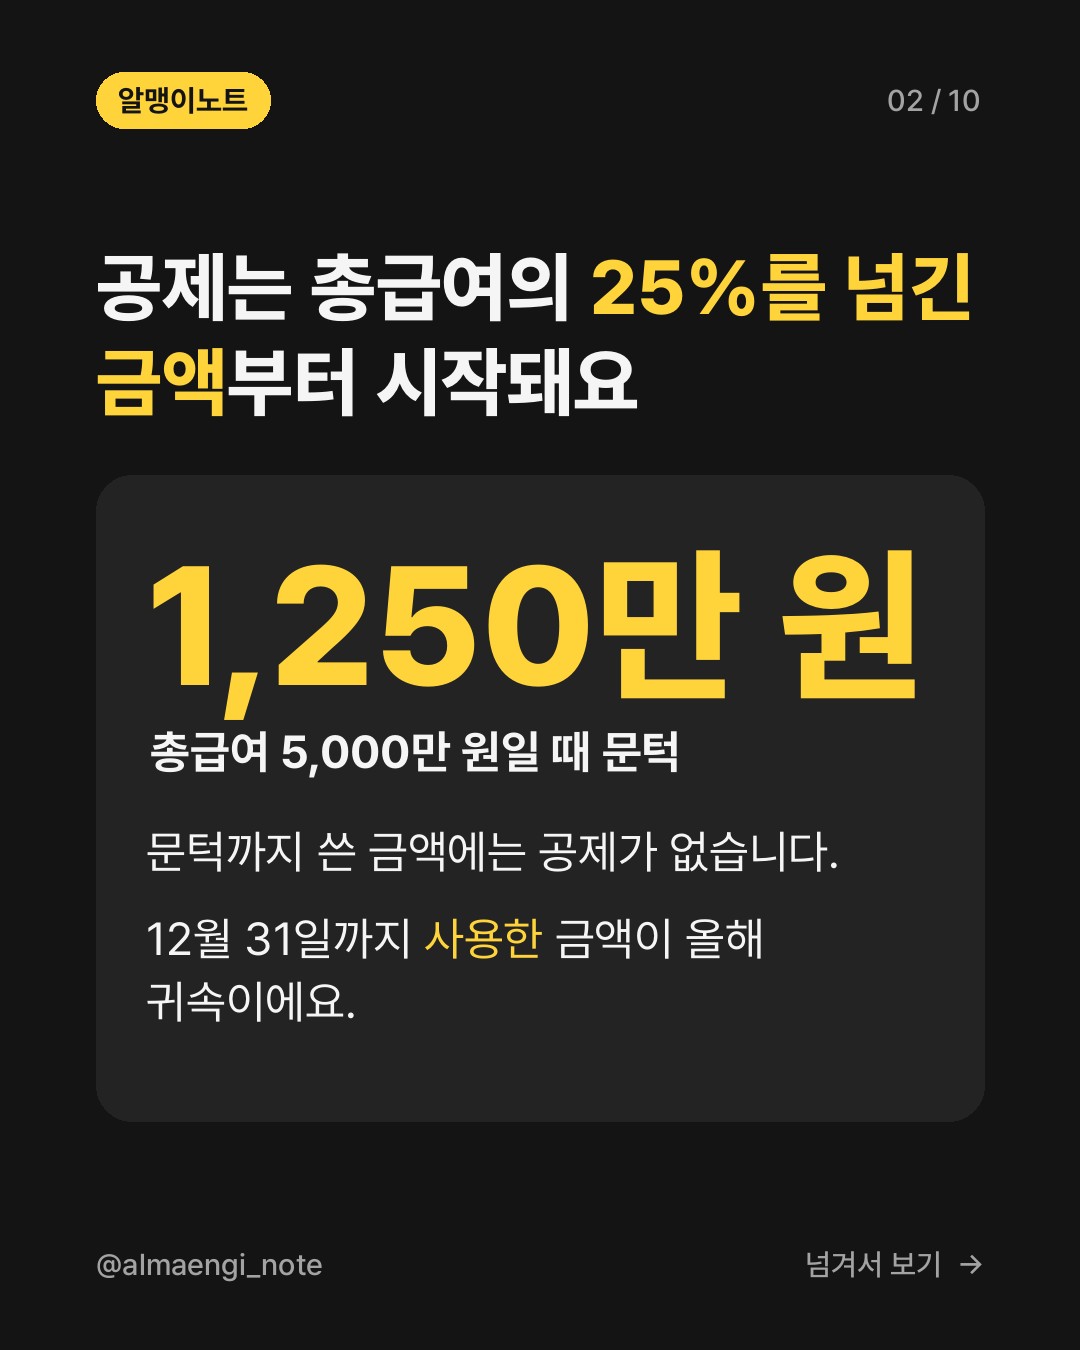 알맹이노트
02 / 10
공제는 총급여의 25%를 넘긴
금액부터 시작돼요
1,250만 원
총급여 5,000만 원일 때 문턱
문턱까지 쓴 금액에는 공제가 없습니다.
12월 31일까지 사용한 금액이 올해
귀속이에요.
@almaengi_note
넘겨서 보기 →